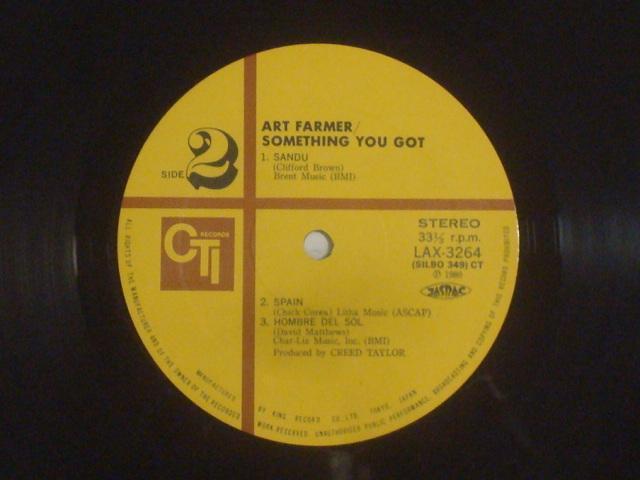 ART FARMER/
SOMETHING YOU GOT
SIDE 2
1. SANDU
(Clifford Brown)
Brent Music (BMI)
CTI
RECORDS
STEREO
33⅓ r.p.m.
LAX-3264
(SILBO 349) CT
Ⓟ 1980
JASRAC
2. SPAIN
(Chick Corea) Litha Music (ASCAP)
3. HOMBRE DEL SOL
(David Matthews)
Char-Liz Music, Inc. (BMI)
Produced by CREED TAYLOR
MANUFACTURED BY KING RECORD CO., LTD. TOKYO, JAPAN
ALL RIGHTS OF THE MANUFACTURER AND OF THE OWNER OF THE RECORDED WORK RESERVED. UNAUTHORISED PUBLIC PERFORMANCE, BROADCASTING AND COPYING OF THIS RECORD PROHIBITED